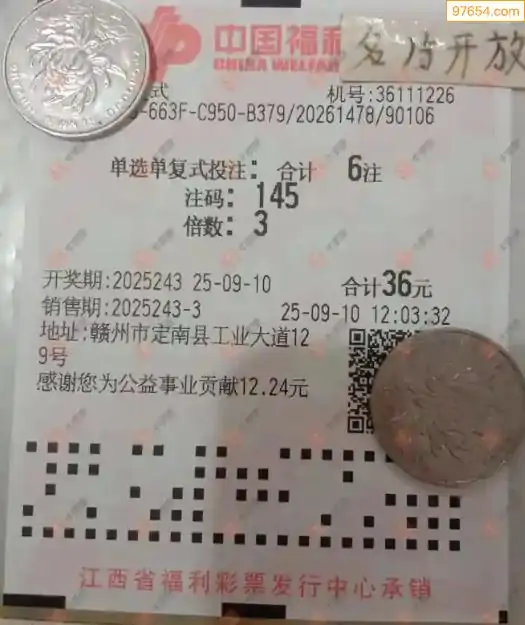 97654.com
中国福利
CHINA WELFAR
名乃开放
式
机号:36111226
-663F-C950-B379/20261478/90106
单选单复式投注: 合计 6注
注码: 145
倍数: 3
开奖期:2025243 25-09-10 合计36元
销售期:2025243-3 25-09-10 12:03:32
地址:赣州市定南县工业大道12
9号
感谢您为公益事业贡献12.24元
江西省福利彩票发行中心承销